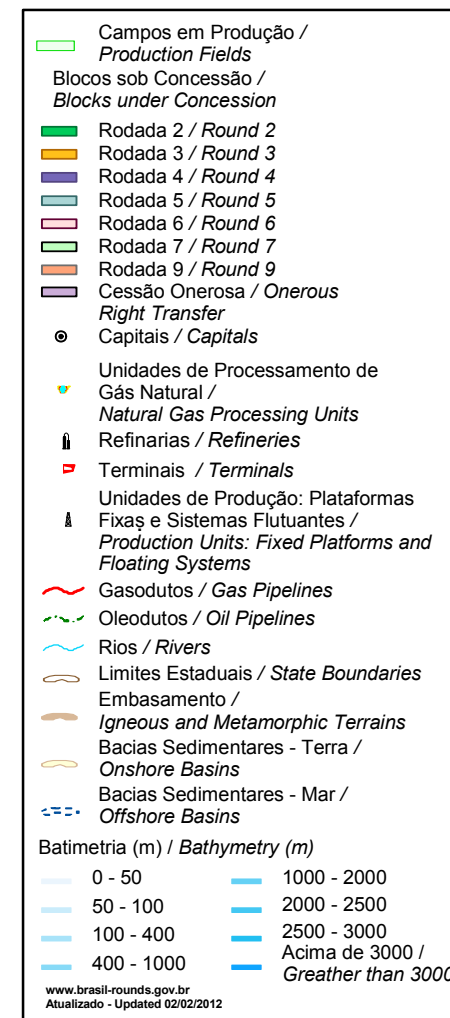 Campos em Produção /
Production Fields
Blocos sob Concessão /
Blocks under Concession
Rodada 2 / Round 2
Rodada 3 / Round 3
Rodada 4 / Round 4
Rodada 5 / Round 5
Rodada 6 / Round 6
Rodada 7 / Round 7
Rodada 9 / Round 9
Cessão Onerosa / Onerous
Right Transfer
Capitais / Capitals
Unidades de Processamento de
Gás Natural /
Natural Gas Processing Units
Refinarias / Refineries
Terminais / Terminals
Unidades de Produção: Plataformas
Fixas e Sistemas Flutuantes /
Production Units: Fixed Platforms and
Floating Systems
Gasodutos / Gas Pipelines
Oleodutos / Oil Pipelines
Rios / Rivers
Limites Estaduais / State Boundaries
Embasamento /
Igneous and Metamorphic Terrains
Bacias Sedimentares - Terra /
Onshore Basins
Bacias Sedimentares - Mar /
Offshore Basins
Batimetria (m) / Bathymetry (m)
0 - 50
50 - 100
100 - 400
400 - 1000
1000 - 2000
2000 - 2500
2500 - 3000
Acima de 3000 /
Greather than 3000
www.brasil-rounds.gov.br
Atualizado - Updated 02/02/2012